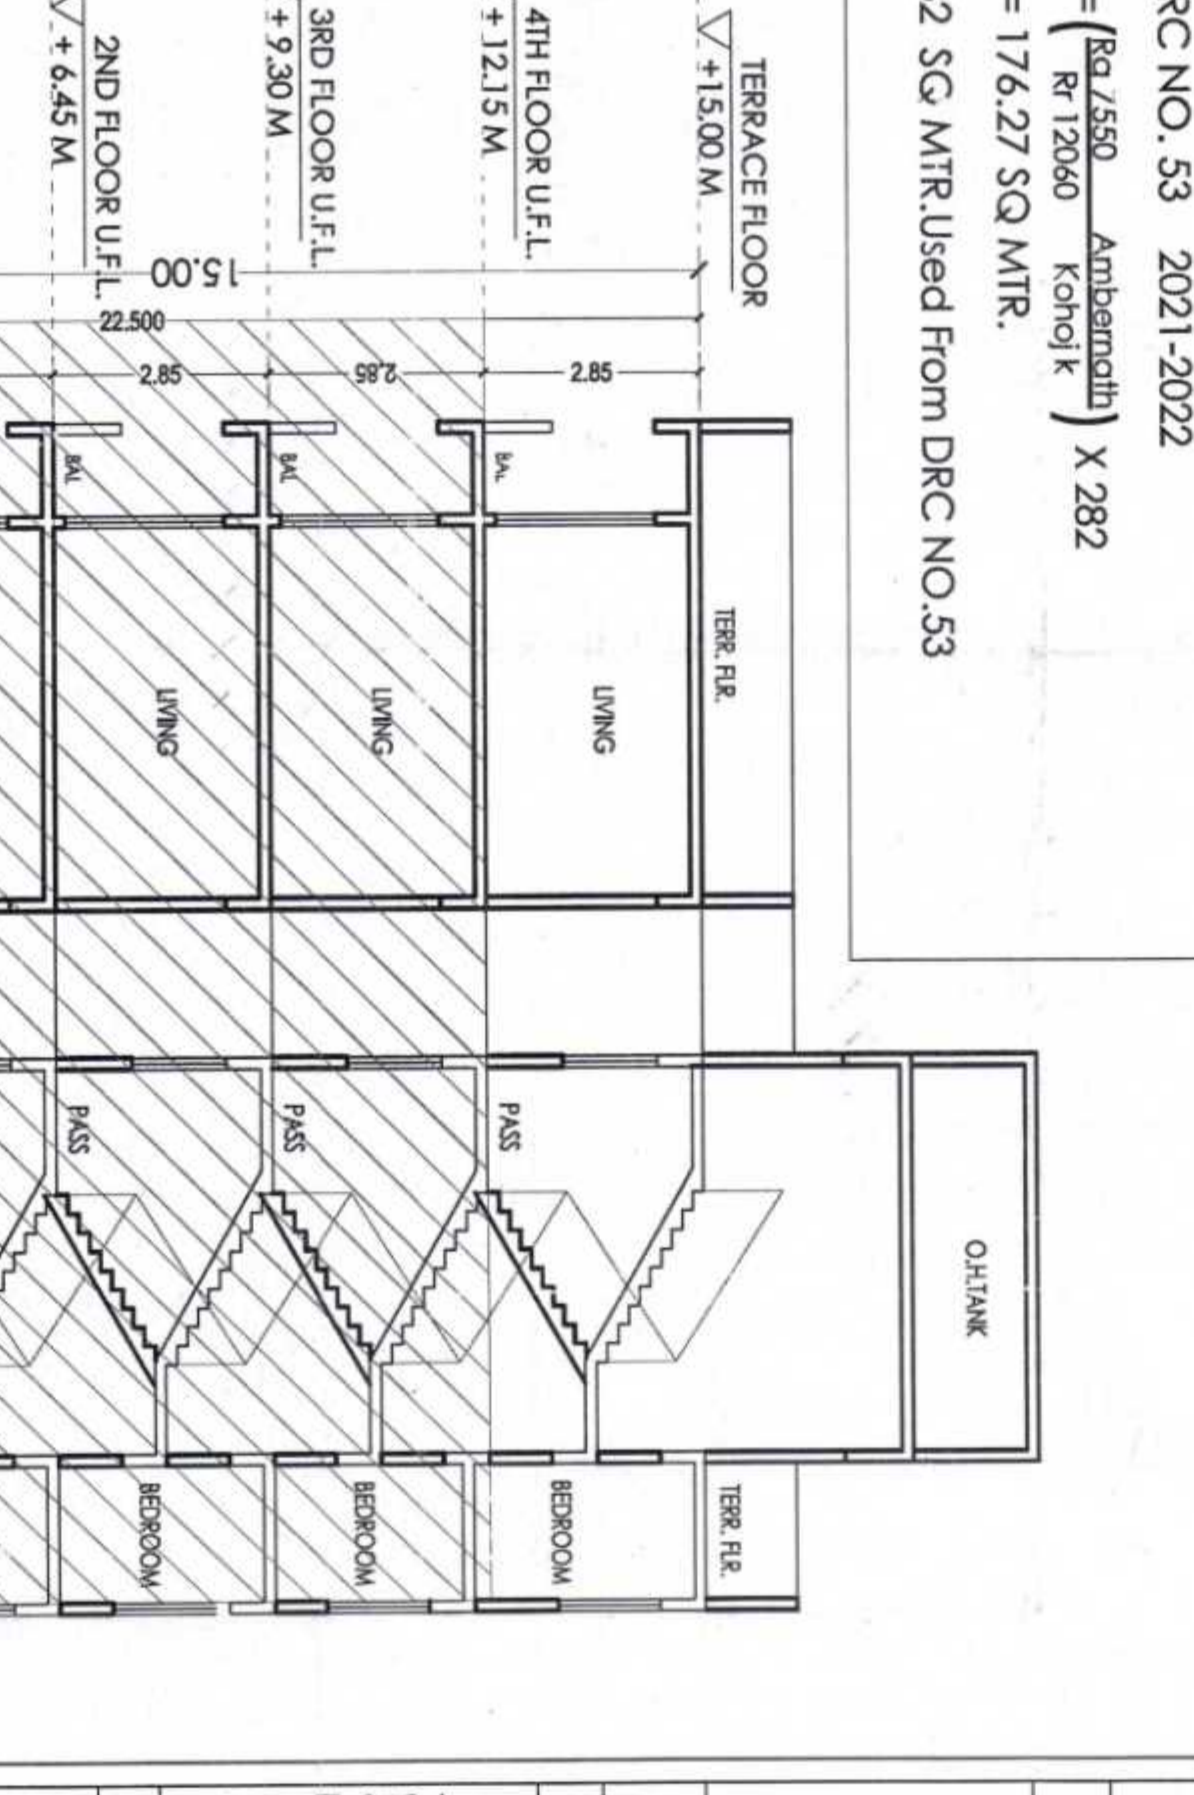 RC NO. 53 2021-2022
=(Ra 7550 Ambernath) X 282
Rr 12060 Kohojk
= 176.27 SQ MTR.
2 SQ MTR.Used From DRC NO.53
O.H.TANK
TERRACE FLOOR
+15.00 M
TERR. FLR.
TERR. FLR.
2.85
LIVING
BEDROOM
4TH FLOOR U.F.L.
+ 12.15 M
BAL
PASS
2.85
LIVING
BEDROOM
3RD FLOOR U.F.L.
+ 9.30 M
BAL
PASS
15.00
22.500
2.85
LIVING
BEDROOM
2ND FLOOR U.F.L.
+ 6.45 M
BAL
PASS